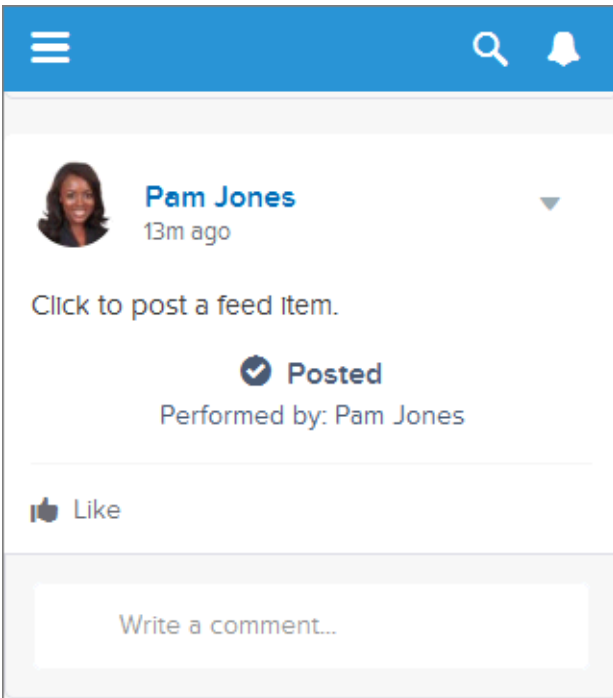 Pam Jones
13m ago
Click to post a feed item.
Posted
Performed by: Pam Jones
Like
Write a comment...